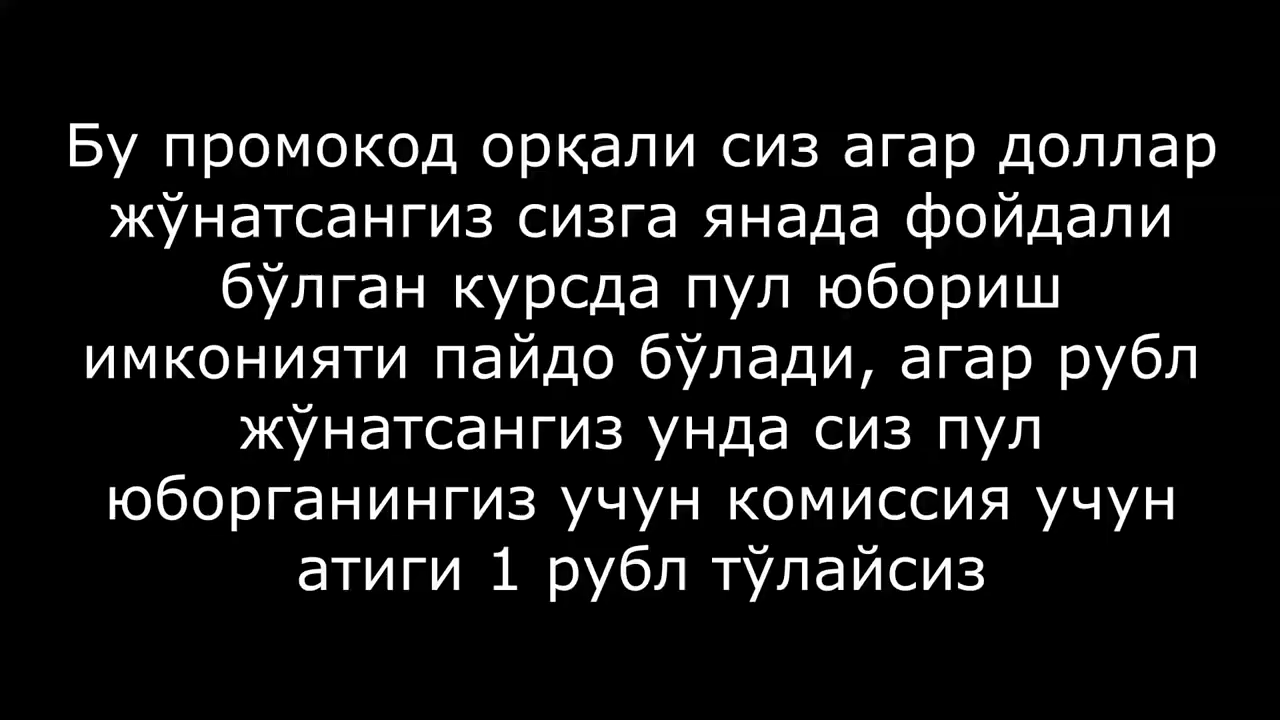 Бу промокод орқали сиз агар доллар
жўнатсангиз сизга янада фойдали
бўлган курсда пул юбориш
имконияти пайдо бўлади, агар рубл
жўнатсангиз унда сиз пул
юборганингиз учун комиссия учун
атиги 1 рубл тўлайсиз